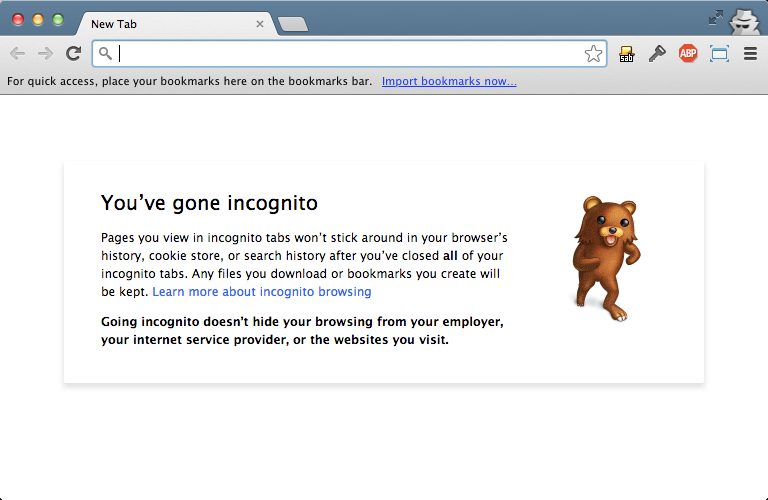 New Tab
sab
ABP
For quick access, place your bookmarks here on the bookmarks bar. Import bookmarks now...
You’ve gone incognito
Pages you view in incognito tabs won’t stick around in your browser’s
history, cookie store, or search history after you’ve closed all of your
incognito tabs. Any files you download or bookmarks you create will
be kept. Learn more about incognito browsing
Going incognito doesn’t hide your browsing from your employer,
your internet service provider, or the websites you visit.